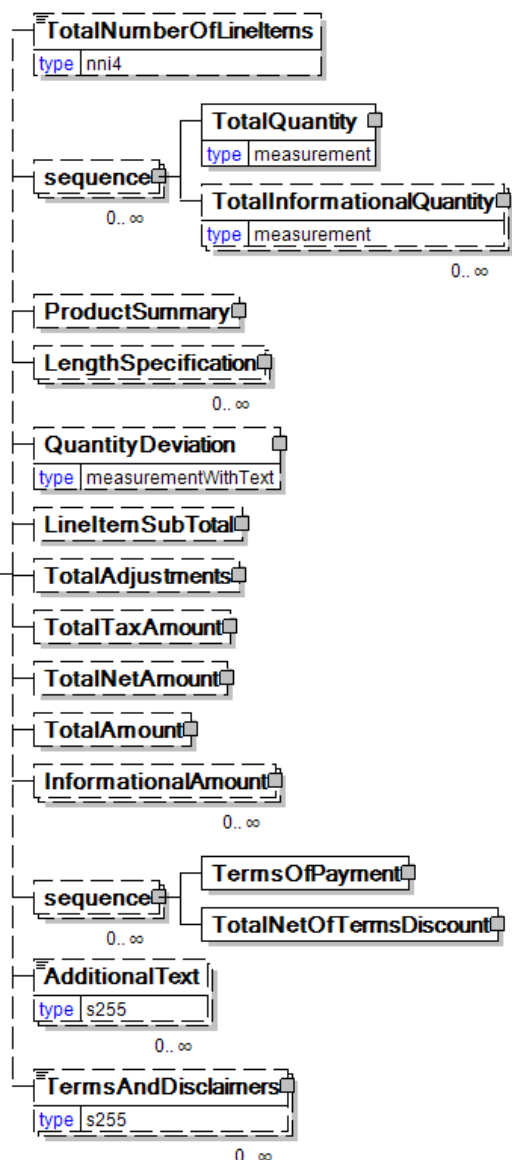 TotalNumberOfLineItems
type nni4
TotalQuantity
type measurement
sequence
0.. ∞
TotalInformationalQuantity
type measurement
0.. ∞
ProductSummary
LengthSpecification
0.. ∞
QuantityDeviation
type measurementWithText
LineItemSubTotal
TotalAdjustments
TotalTaxAmount
TotalNetAmount
TotalAmount
InformationalAmount
0.. ∞
TermsOfPayment
sequence
0.. ∞
TotalNetOfTermsDiscount
AdditionalText
type s255
0.. ∞
TermsAndDisclaimers
type s255
0.. ∞